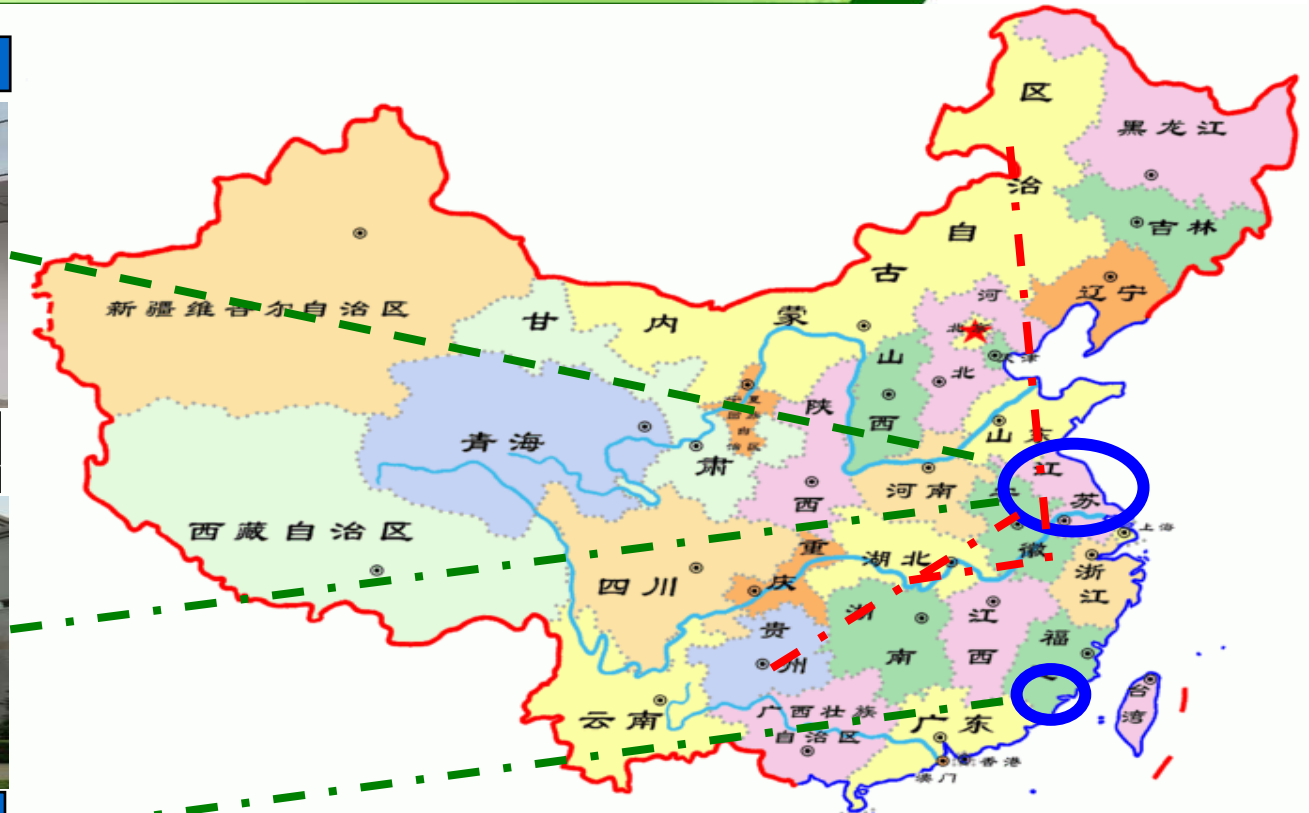 区
黑龙江
治
吉林
自
古
辽宁
河
新疆维吾尔自治区
甘
内
蒙
北京
山
天津
北
宁夏
回族
自
治区
陕
西
山东
青海
肃
江
西
河南
苏
西藏自治区
上海
重
徽
湖北
四川
庆
浙
江
湖
江
贵
福
南
西
州
台
湾
广西壮族
云南
广东
自治区
香港
澳门